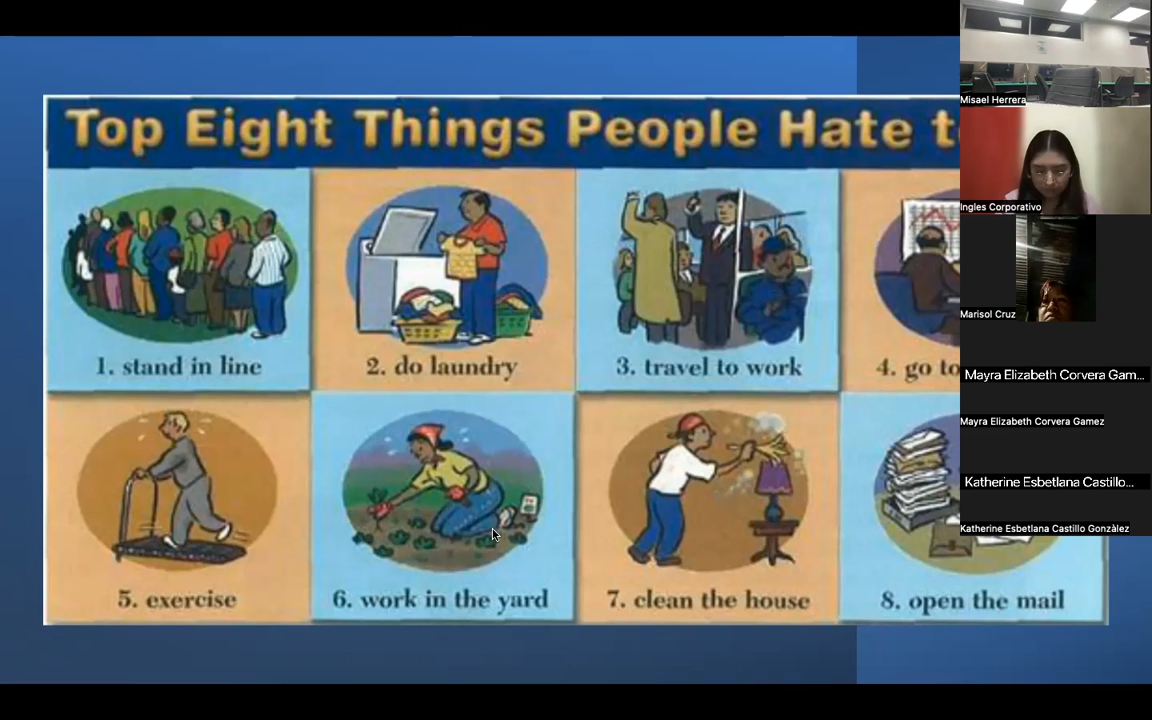 Top Eight Things People Hate t
1. stand in line
2. do laundry
3. travel to work
4. go to
5. exercise
6. work in the yard
7. clean the house
8. open the mail
Misael Herrera
Ingles Corporativo
Marisol Cruz
Mayra Elizabeth Corvera Gam...
Mayra Elizabeth Corvera Gamez
Katherine Esbetlana Castillo...
Katherine Esbetlana Castillo Gonzàlez